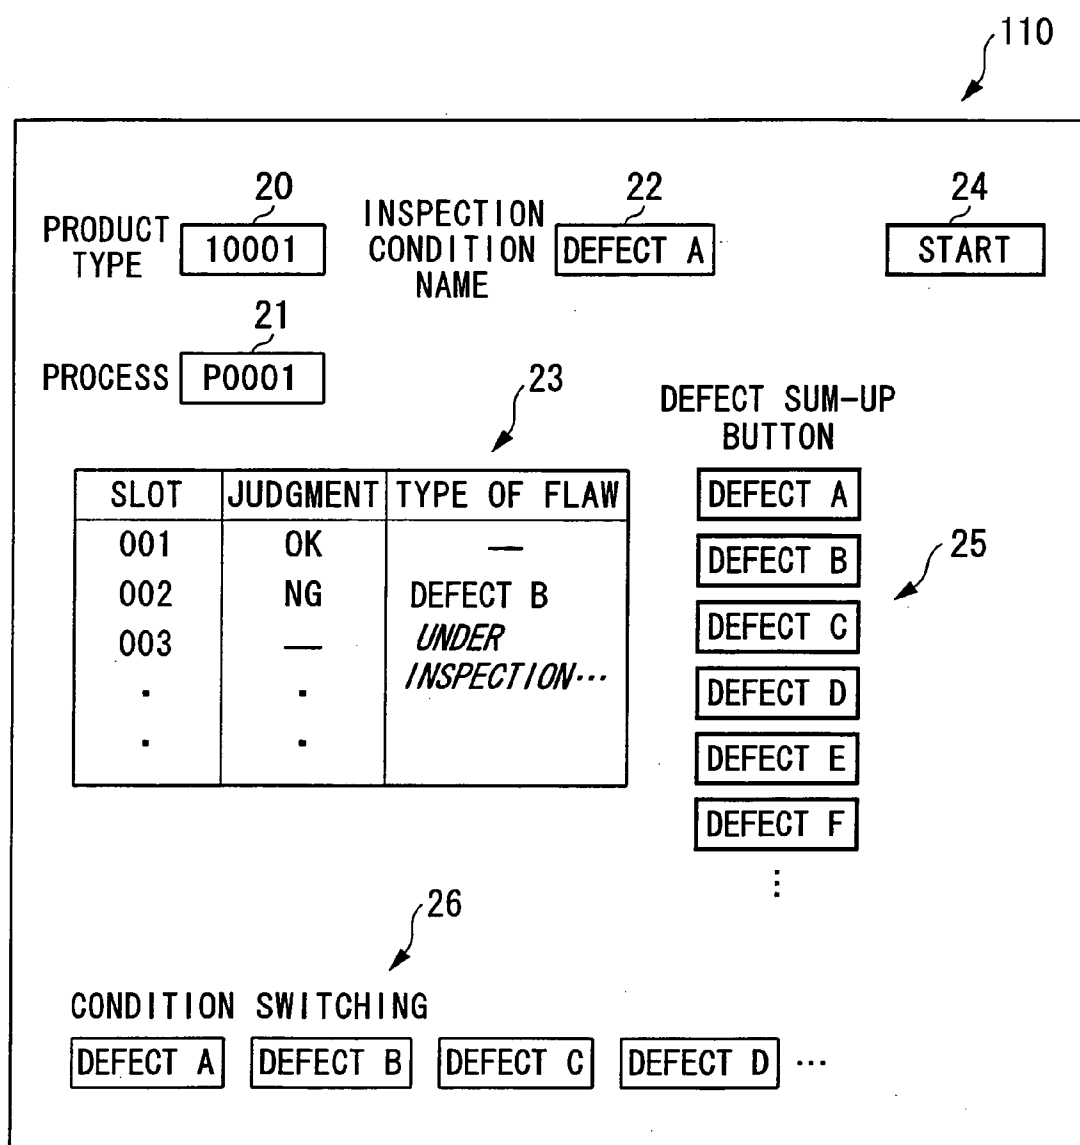 110
20
22
24
PRODUCT
TYPE
10001
INSPECTION
CONDITION
NAME
DEFECT A
START
21
PROCESS
P0001
23
DEFECT SUM-UP
BUTTON
SLOT JUDGMENT TYPE OF FLAW
001 OK —
002 NG DEFECT B
003 — UNDER
INSPECTION…
. .
. .
DEFECT A
DEFECT B
DEFECT C
DEFECT D
DEFECT E
DEFECT F
⋮
25
26
CONDITION SWITCHING
DEFECT A DEFECT B DEFECT C DEFECT D …